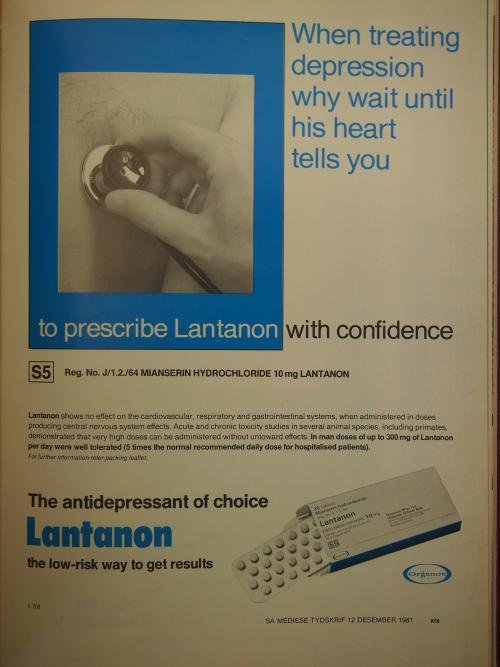 When treating
depression
why wait until
his heart
tells you
to prescribe Lantanon with confidence
S5 Reg. No. J/1.2./64 MIANSERIN HYDROCHLORIDE 10 mg LANTANON
Lantanon shows no effect on the cardiovascular, respiratory and gastrointestinal systems, when administered in doses
producing central nervous system effects. Acute and chronic toxicity studies in several animal species, including primates,
demonstrated that very high doses can be administered without untoward effects. In man doses of up to 300 mg of Lantanon
per day were well tolerated (5 times the normal recommended daily dose for hospitalised patients).
For further information refer packing leaflet.
The antidepressant of choice
Lantanon
the low-risk way to get results
Lantanon 10 mg
S5
Organon
Organon
SA MEDIESE TYDSKRIF 12 DESEMBER 1981 xix